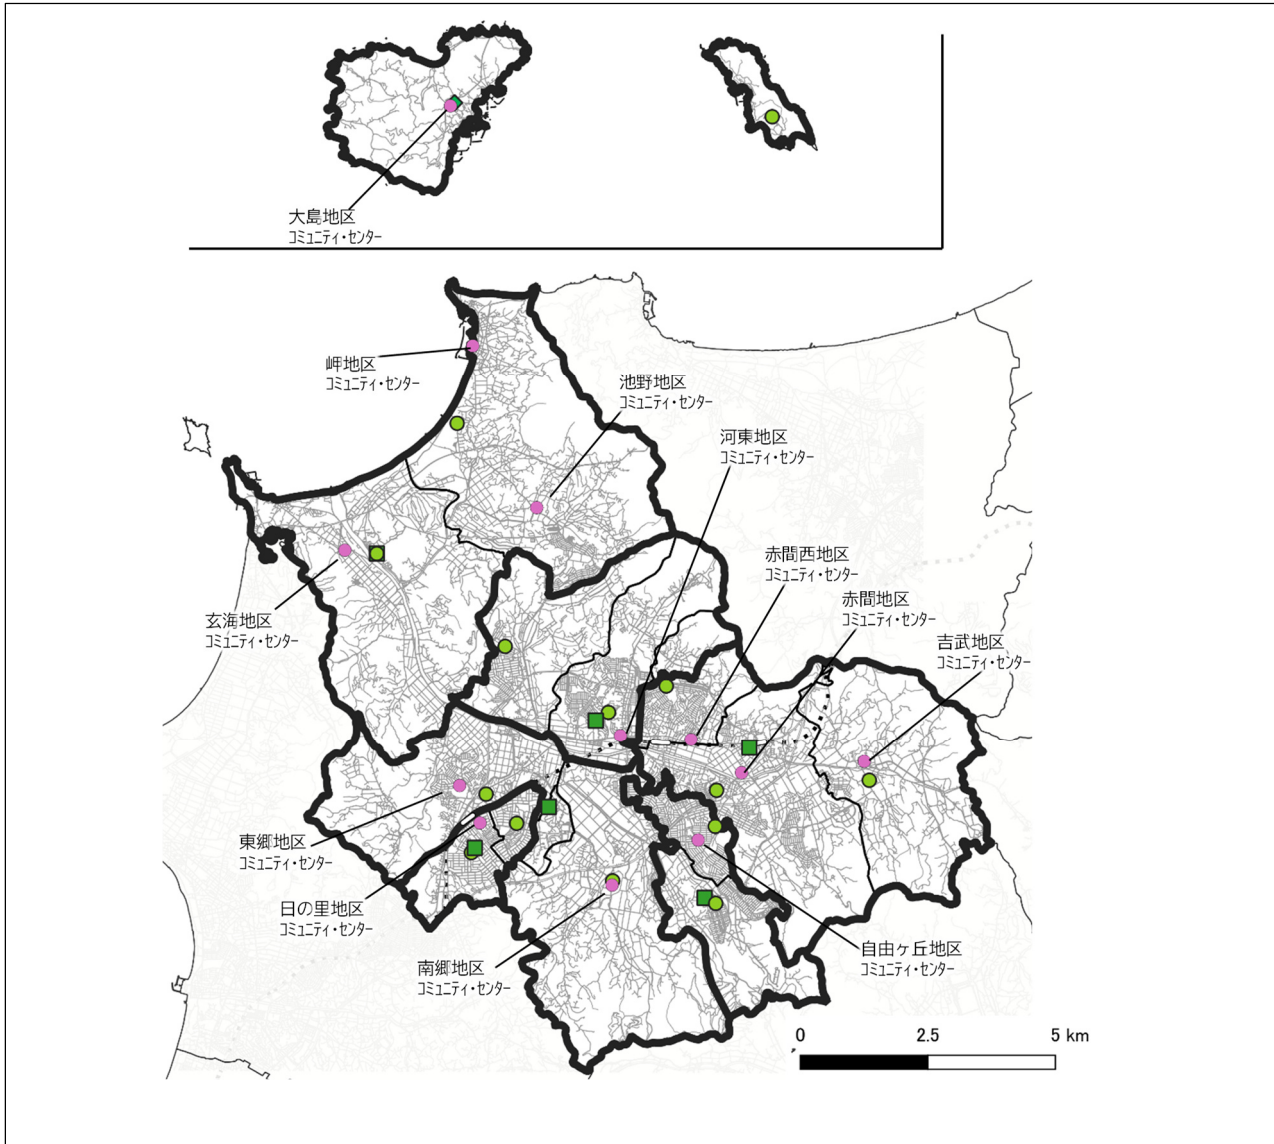 大島地区
コミュニティ・センター
岬地区
コミュニティ・センター
池野地区
コミュニティ・センター
河東地区
コミュニティ・センター
赤間西地区
コミュニティ・センター
赤間地区
コミュニティ・センター
吉武地区
コミュニティ・センター
玄海地区
コミュニティ・センター
東郷地区
コミュニティ・センター
日の里地区
コミュニティ・センター
南郷地区
コミュニティ・センター
自由ヶ丘地区
コミュニティ・センター
0 2.5 5 km